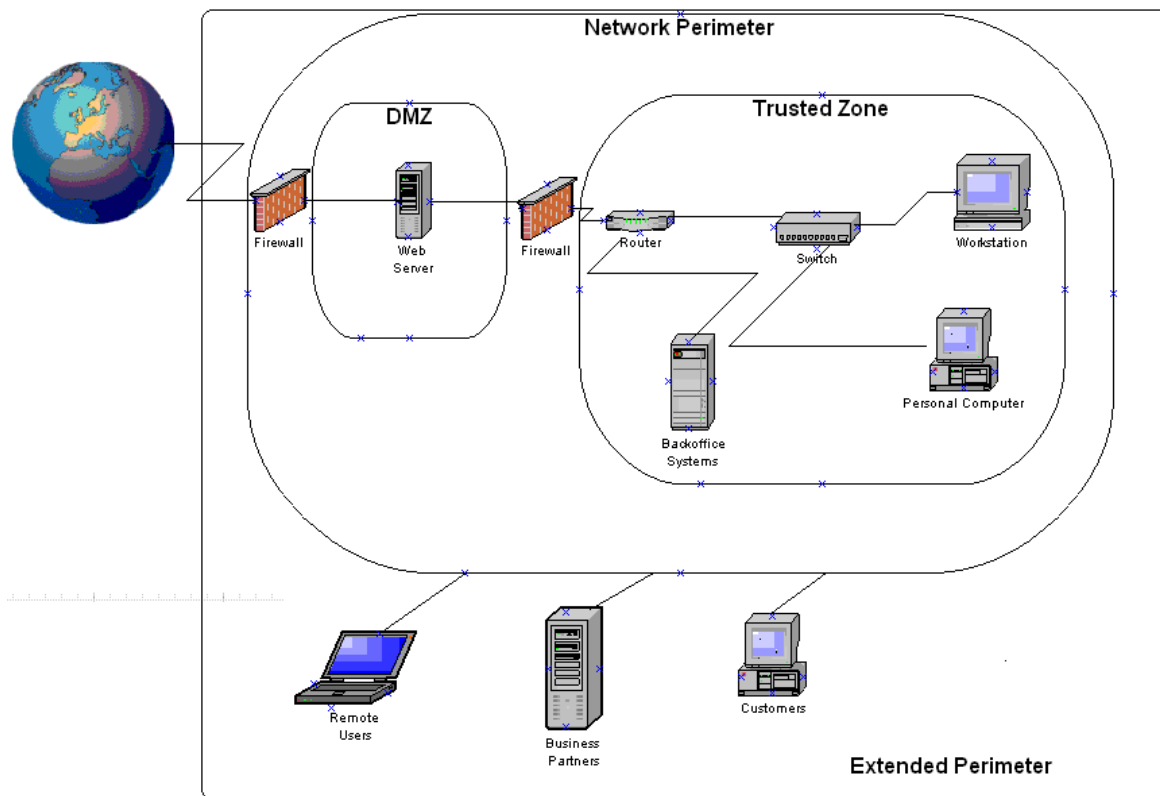 Network Perimeter
DMZ
Trusted Zone
Firewall
Web
Server
Firewall
Router
Switch
Workstation
Personal Computer
Backoffice
Systems
Remote
Users
Business
Partners
Customers
Extended Perimeter